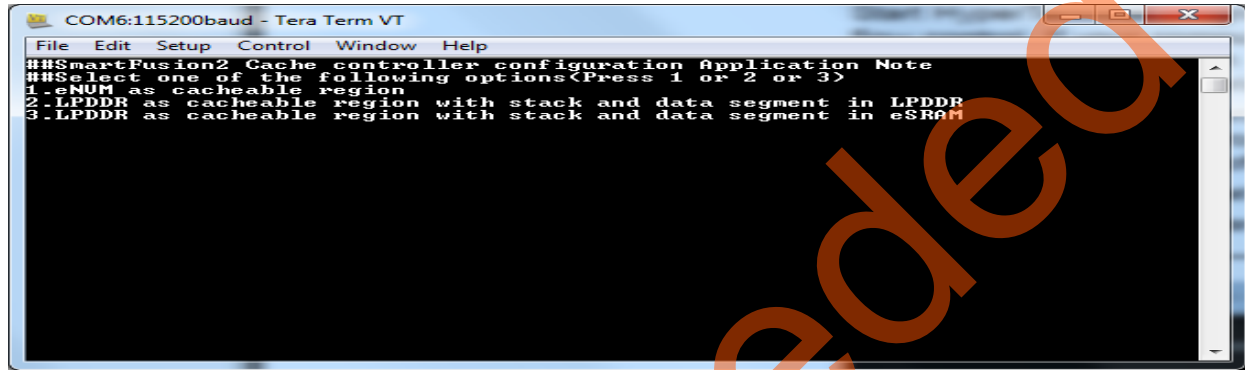 COM6:115200baud - Tera Term VT
File Edit Setup Control Window Help
##SmartFusion2 Cache controller configuration Application Note
##Select one of the following options(Press 1 or 2 or 3)
1.eNVM as cacheable region
2.LPDDR as cacheable region with stack and data segment in LPDDR
3.LPDDR as cacheable region with stack and data segment in eSRAM
eded